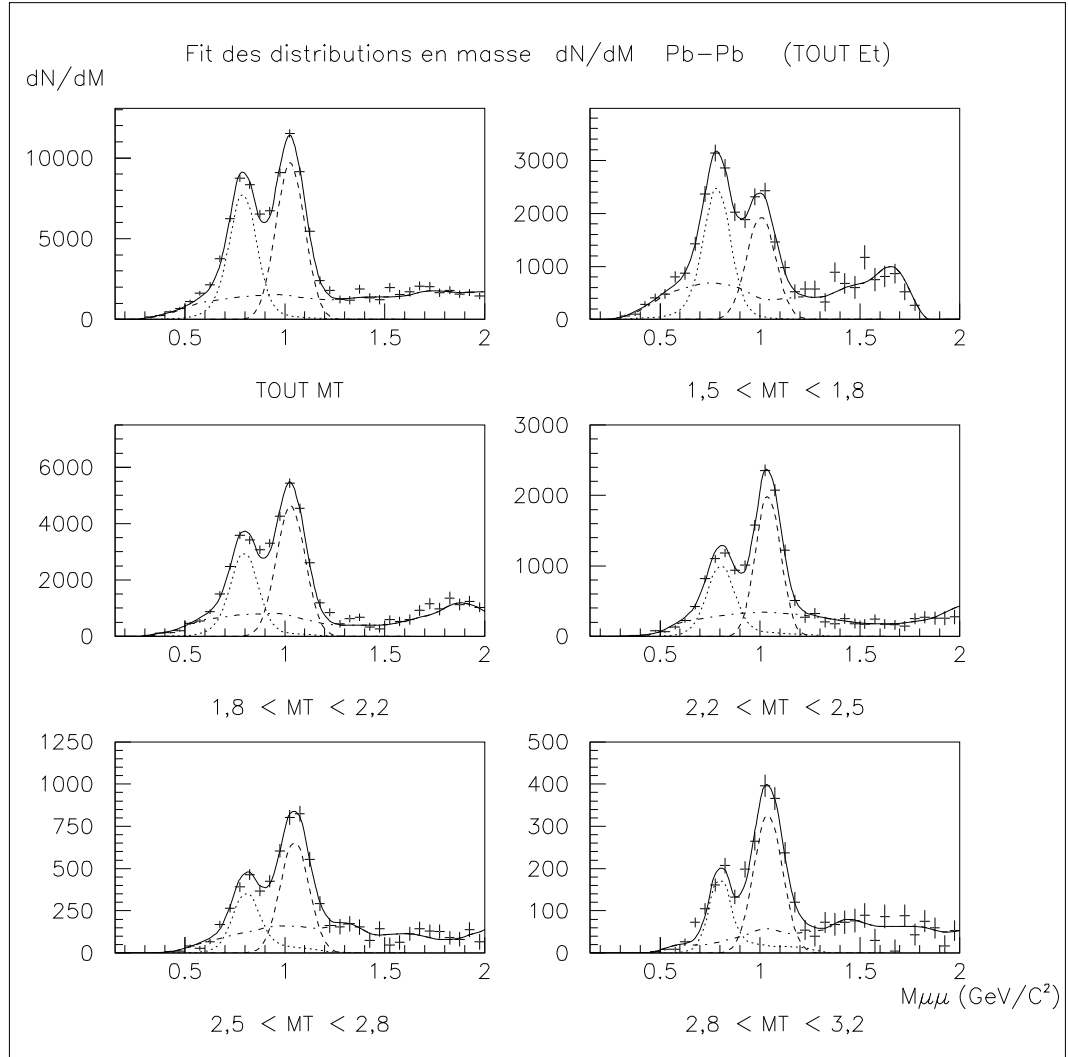 Fit des distributions en masse dN/dM Pb-Pb (TOUT Et)
dN/dM
10000
5000
0
0.5 1 1.5 2
TOUT MT
3000
2000
1000
0
0.5 1 1.5 2
1,5 < MT < 1,8
6000
4000
2000
0
0.5 1 1.5 2
1,8 < MT < 2,2
3000
2000
1000
0
0.5 1 1.5 2
2,2 < MT < 2,5
1250
1000
750
500
250
0
0.5 1 1.5 2
2,5 < MT < 2,8
500
400
300
200
100
0
0.5 1 1.5 2
Mμμ (GeV/C²)
2,8 < MT < 3,2